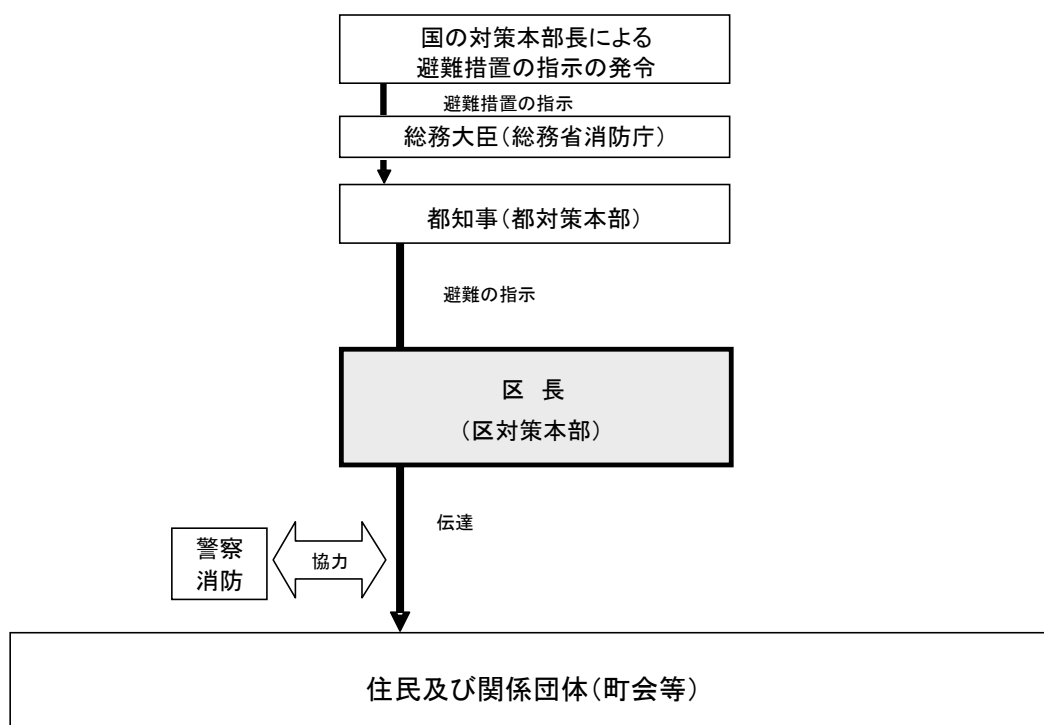 国の対策本部長による
避難措置の指示の発令
避難措置の指示
総務大臣（総務省消防庁）
都知事（都対策本部）
避難の指示
区　長
（区対策本部）
伝達
警察
消防
協力
住民及び関係団体（町会等）